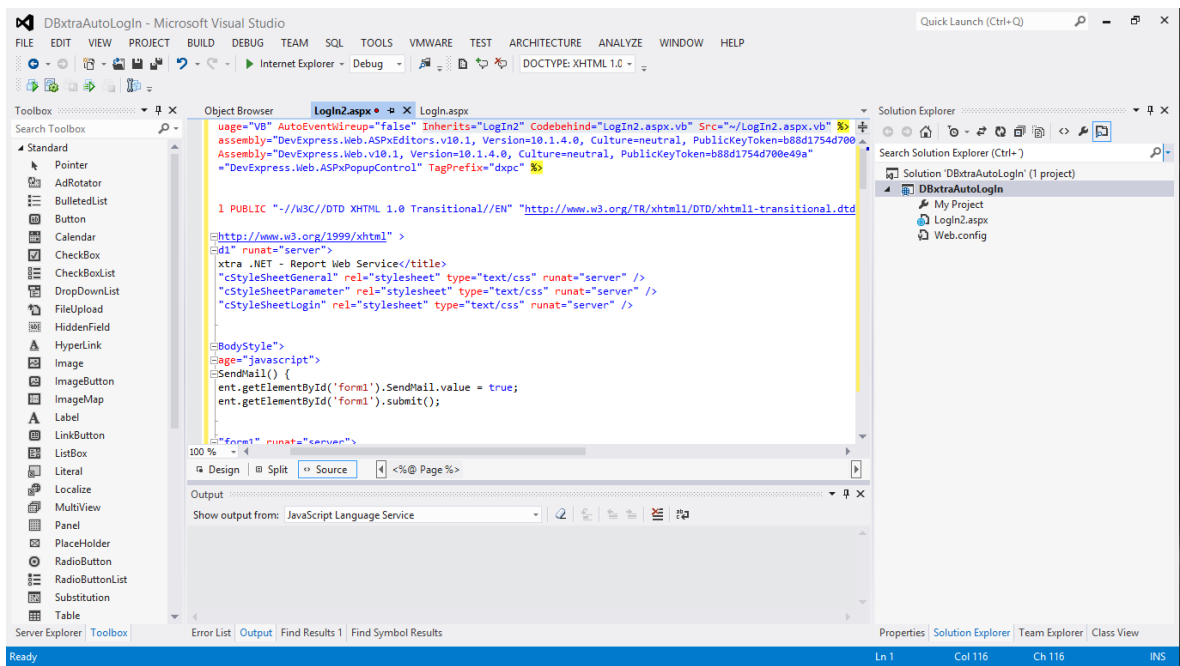 DBxtraAutoLogIn - Microsoft Visual Studio
Quick Launch (Ctrl+Q)
FILE EDIT VIEW PROJECT BUILD DEBUG TEAM SQL TOOLS VMWARE TEST ARCHITECTURE ANALYZE WINDOW HELP
Internet Explorer Debug DOCTYPE: XHTML 1.0
Toolbox
Search Toolbox
Standard
Pointer
AdRotator
BulletedList
Button
Calendar
CheckBox
CheckBoxList
DropDownList
FileUpload
HiddenField
HyperLink
Image
ImageButton
ImageMap
Label
LinkButton
ListBox
Literal
Localize
MultiView
Panel
PlaceHolder
RadioButton
RadioButtonList
Substitution
Table
Server Explorer Toolbox
Object Browser LogIn2.aspx LogIn.aspx
uage="VB" AutoEventWireup="false" Inherits="LogIn2" Codebehind="LogIn2.aspx.vb" Src="~/LogIn2.aspx.vb" %>
assembly="DevExpress.Web.ASPxEditors.v10.1, Version=10.1.4.0, Culture=neutral, PublicKeyToken=b88d1754d700
Assembly="DevExpress.Web.v10.1, Version=10.1.4.0, Culture=neutral, PublicKeyToken=b88d1754d700e49a"
="DevExpress.Web.ASPxPopupControl" TagPrefix="dxpc" %>
l PUBLIC "-//W3C//DTD XHTML 1.0 Transitional//EN" "http://www.w3.org/TR/xhtml1/DTD/xhtml1-transitional.dtd
http://www.w3.org/1999/xhtml" >
d1" runat="server">
xtra .NET - Report Web Service</title>
"cStyleSheetGeneral" rel="stylesheet" type="text/css" runat="server" />
"cStyleSheetParameter" rel="stylesheet" type="text/css" runat="server" />
"cStyleSheetLogin" rel="stylesheet" type="text/css" runat="server" />
BodyStyle">
age="javascript">
SendMail() {
ent.getElementById('form1').SendMail.value = true;
ent.getElementById('form1').submit();
"form1" runat="server">
100 %
Design Split Source <%@ Page %>
Output
Show output from: JavaScript Language Service
Error List Output Find Results 1 Find Symbol Results
Solution Explorer
Search Solution Explorer (Ctrl+¨)
Solution 'DBxtraAutoLogIn' (1 project)
DBxtraAutoLogIn
My Project
LogIn2.aspx
Web.config
Properties Solution Explorer Team Explorer Class View
Ready Ln 1 Col 116 Ch 116 INS